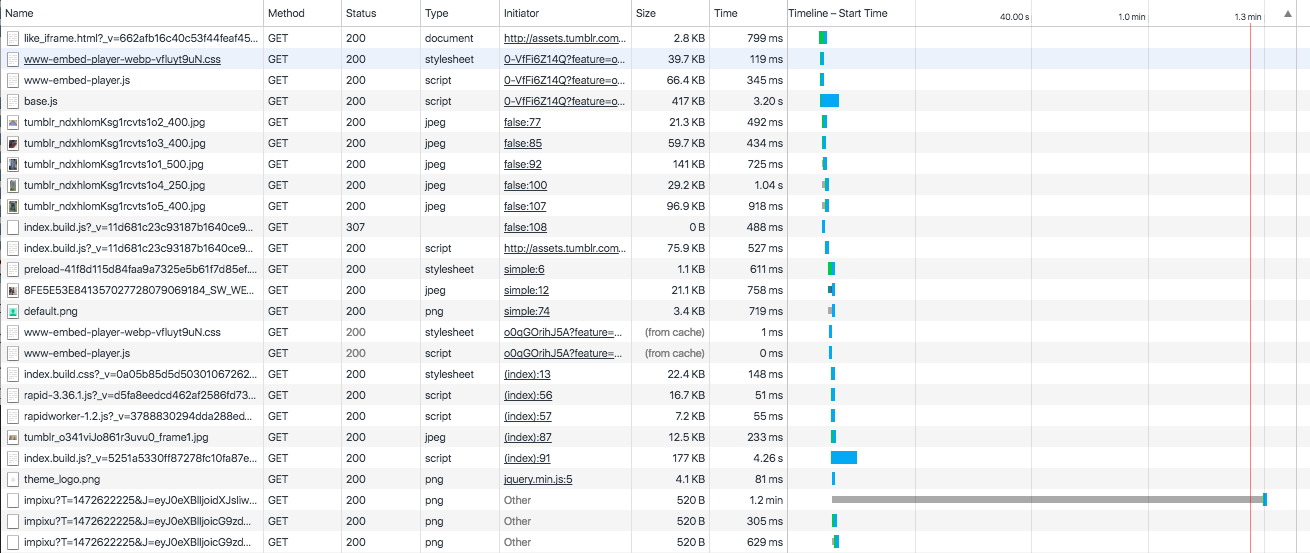 Name Method Status Type Initiator Size Time Timeline – Start Time 40.00 s 1.0 min 1.3 min
like_iframe.html?_v=662afb16c40c53f44feaf45... GET 200 document http://assets.tumblr.com... 2.8 KB 799 ms
www-embed-player-webp-vfluyt9uN.css GET 200 stylesheet 0-VfFi6Z14Q?feature=o... 39.7 KB 119 ms
www-embed-player.js GET 200 script 0-VfFi6Z14Q?feature=o... 66.4 KB 345 ms
base.js GET 200 script 0-VfFi6Z14Q?feature=o... 417 KB 3.20 s
tumblr_ndxhlomKsg1rcvts1o2_400.jpg GET 200 jpeg false:77 21.3 KB 492 ms
tumblr_ndxhlomKsg1rcvts1o3_400.jpg GET 200 jpeg false:85 59.7 KB 434 ms
tumblr_ndxhlomKsg1rcvts1o1_500.jpg GET 200 jpeg false:92 141 KB 725 ms
tumblr_ndxhlomKsg1rcvts1o4_250.jpg GET 200 jpeg false:100 29.2 KB 1.04 s
tumblr_ndxhlomKsg1rcvts1o5_400.jpg GET 200 jpeg false:107 96.9 KB 918 ms
index.build.js?_v=11d681c23c93187b1640ce9... GET 307 false:108 0 B 488 ms
index.build.js?_v=11d681c23c93187b1640ce9... GET 200 script http://assets.tumblr.com... 75.9 KB 527 ms
preload-41f8d115d84faa9a7325e5b61f7d85ef.... GET 200 stylesheet simple:6 1.1 KB 611 ms
8FE5E53E841357027728079069184_SW_WE... GET 200 jpeg simple:12 21.1 KB 758 ms
default.png GET 200 png simple:74 3.4 KB 719 ms
www-embed-player-webp-vfluyt9uN.css GET 200 stylesheet o0qGOrihJ5A?feature=... (from cache) 1 ms
www-embed-player.js GET 200 script o0qGOrihJ5A?feature=... (from cache) 0 ms
index.build.css?_v=0a05b85d5d50301067262... GET 200 stylesheet (index):13 22.4 KB 148 ms
rapid-3.36.1.js?_v=d5fa8eedcd462af2586fd73... GET 200 script (index):56 16.7 KB 51 ms
rapidworker-1.2.js?_v=3788830294dda288ed... GET 200 script (index):57 7.2 KB 55 ms
tumblr_o341viJo861r3uvu0_frame1.jpg GET 200 jpeg (index):87 12.5 KB 233 ms
index.build.js?_v=5251a5330ff87278fc10fa87e... GET 200 script (index):91 177 KB 4.26 s
theme_logo.png GET 200 png jquery.min.js:5 4.1 KB 81 ms
impixu?T=1472622225&J=eyJ0eXBlIjoidXJsIiw... GET 200 png Other 520 B 1.2 min
impixu?T=1472622225&J=eyJ0eXBlIjoicG9zd... GET 200 png Other 520 B 305 ms
impixu?T=1472622225&J=eyJ0eXBlIjoicG9zd... GET 200 png Other 520 B 629 ms